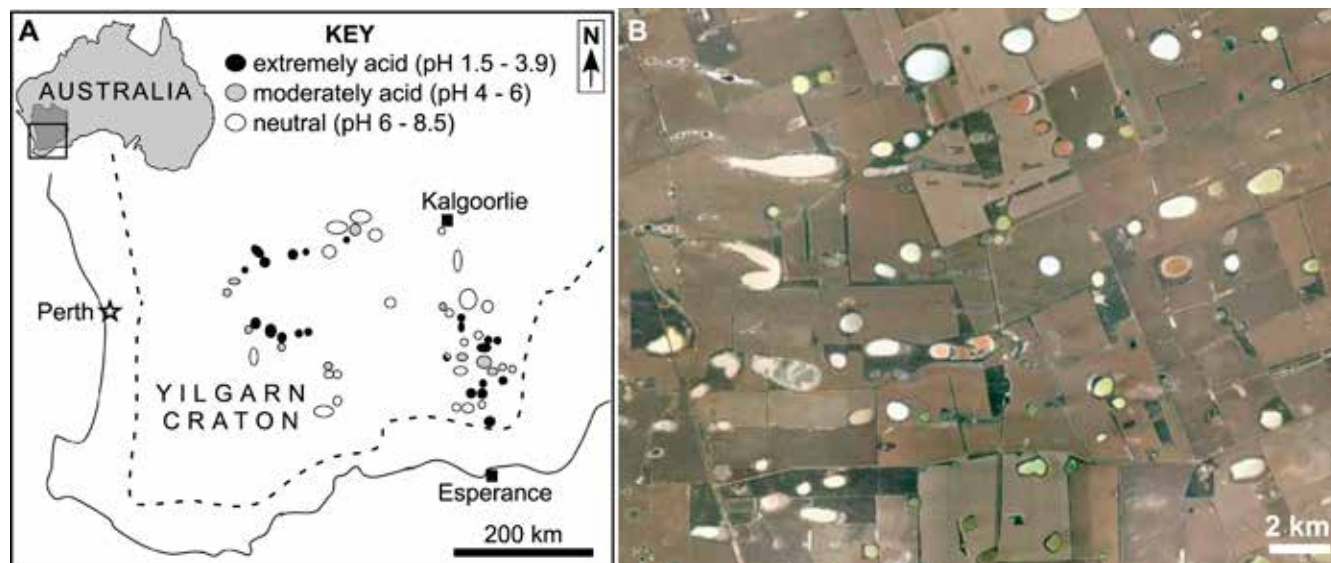 A
KEY
N
extremely acid (pH 1.5 - 3.9)
moderately acid (pH 4 - 6)
neutral (pH 6 - 8.5)
AUSTRALIA
Kalgoorlie
Perth
YILGARN
CRATON
Esperance
200 km
B
2 km